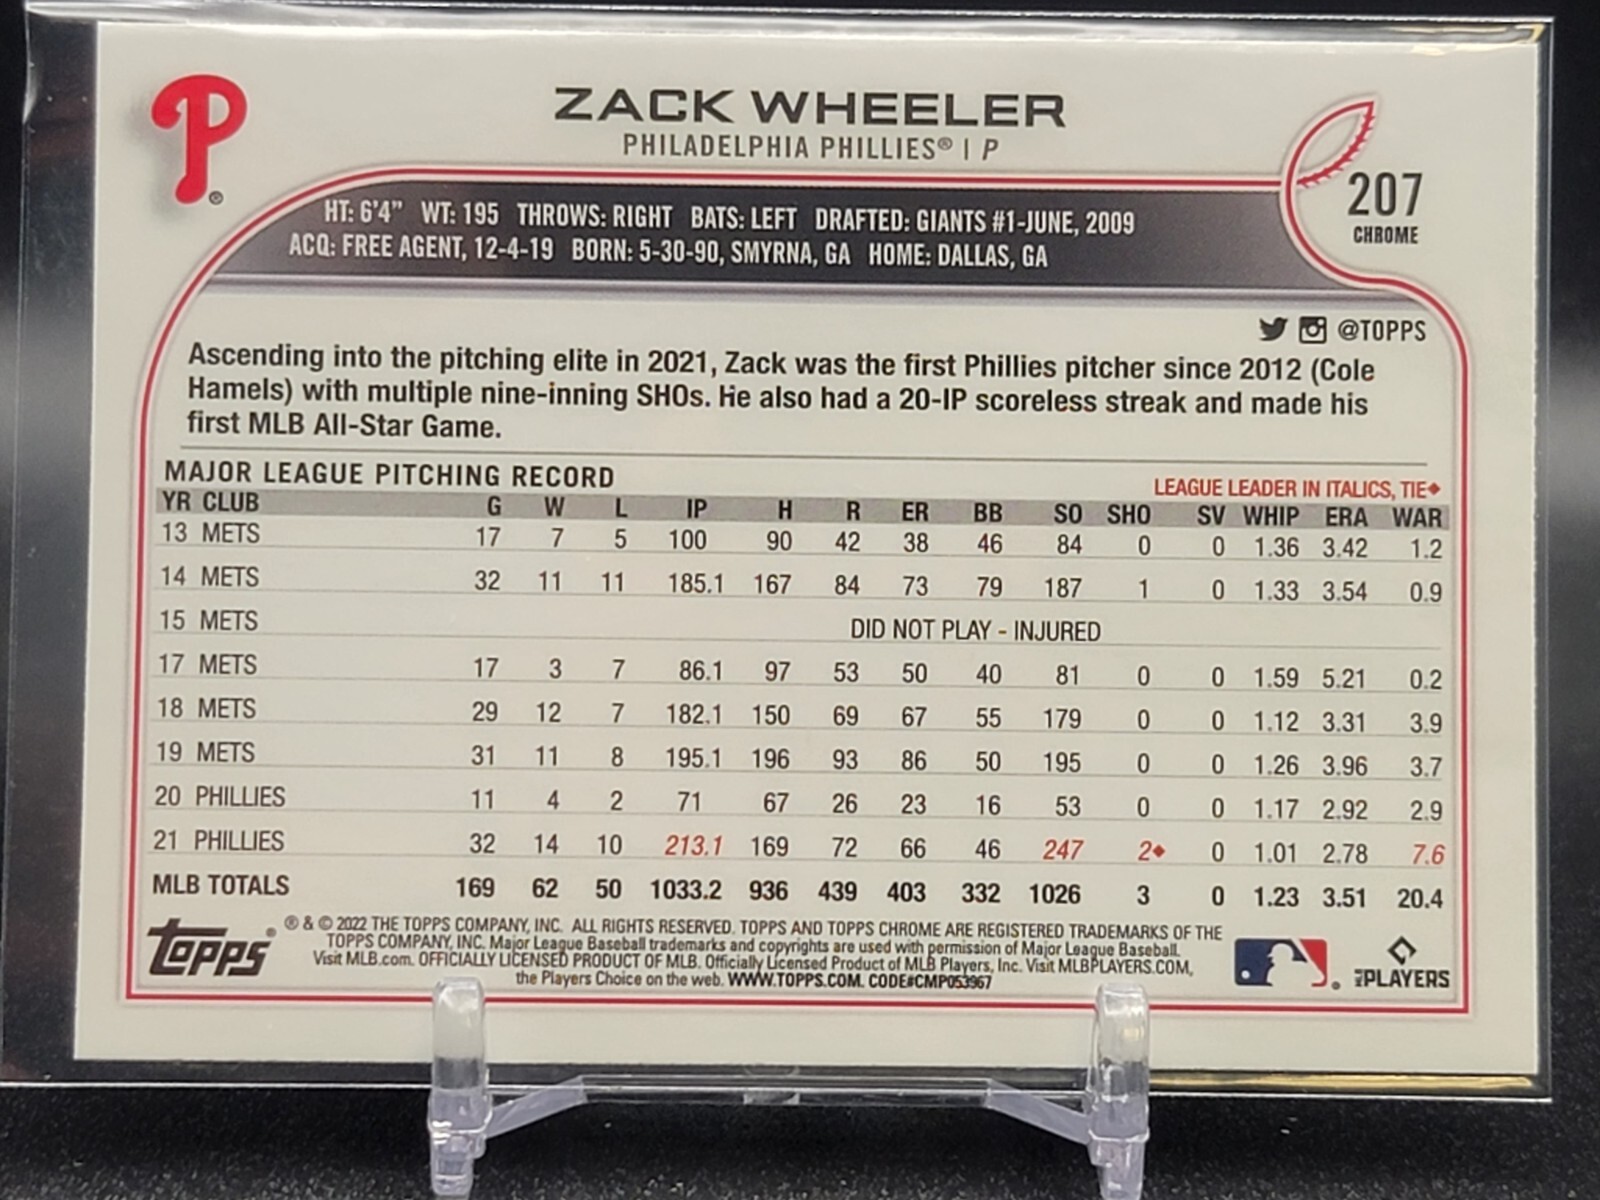 P®
ZACK WHEELER
PHILADELPHIA PHILLIES® | P
207
CHROME
HT: 6'4" WT: 195 THROWS: RIGHT BATS: LEFT DRAFTED: GIANTS #1-JUNE, 2009
ACQ: FREE AGENT, 12-4-19 BORN: 5-30-90, SMYRNA, GA HOME: DALLAS, GA
@TOPPS
Ascending into the pitching elite in 2021, Zack was the first Phillies pitcher since 2012 (Cole
Hamels) with multiple nine-inning SHOs. He also had a 20-IP scoreless streak and made his
first MLB All-Star Game.
MAJOR LEAGUE PITCHING RECORD
LEAGUE LEADER IN ITALICS, TIE◆
YR CLUB G W L IP H R ER BB SO SHO SV WHIP ERA WAR
13 METS 17 7 5 100 90 42 38 46 84 0 0 1.36 3.42 1.2
14 METS 32 11 11 185.1 167 84 73 79 187 1 0 1.33 3.54 0.9
15 METS DID NOT PLAY - INJURED
17 METS 17 3 7 86.1 97 53 50 40 81 0 0 1.59 5.21 0.2
18 METS 29 12 7 182.1 150 69 67 55 179 0 0 1.12 3.31 3.9
19 METS 31 11 8 195.1 196 93 86 50 195 0 0 1.26 3.96 3.7
20 PHILLIES 11 4 2 71 67 26 23 16 53 0 0 1.17 2.92 2.9
21 PHILLIES 32 14 10 213.1 169 72 66 46 247 2◆ 0 1.01 2.78 7.6
MLB TOTALS 169 62 50 1033.2 936 439 403 332 1026 3 0 1.23 3.51 20.4
Topps®
® & © 2022 THE TOPPS COMPANY, INC. ALL RIGHTS RESERVED. TOPPS AND TOPPS CHROME ARE REGISTERED TRADEMARKS OF THE
TOPPS COMPANY, INC. Major League Baseball trademarks and copyrights are used with permission of Major League Baseball.
Visit MLB.com. OFFICIALLY LICENSED PRODUCT OF MLB. Officially Licensed Product of MLB Players, Inc. Visit MLBPLAYERS.COM,
the Players Choice on the web. WWW.TOPPS.COM. CODE#CMP053967
MLB PLAYERS